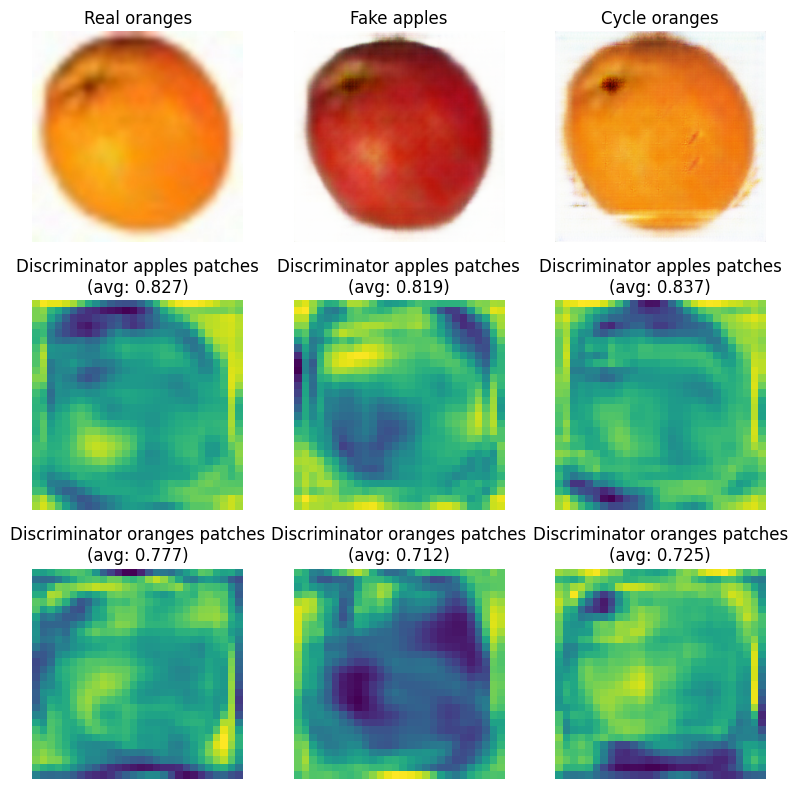 Real oranges
Fake apples
Cycle oranges
Discriminator apples patches
(avg: 0.827)
Discriminator apples patches
(avg: 0.819)
Discriminator apples patches
(avg: 0.837)
Discriminator oranges patches
(avg: 0.777)
Discriminator oranges patches
(avg: 0.712)
Discriminator oranges patches
(avg: 0.725)